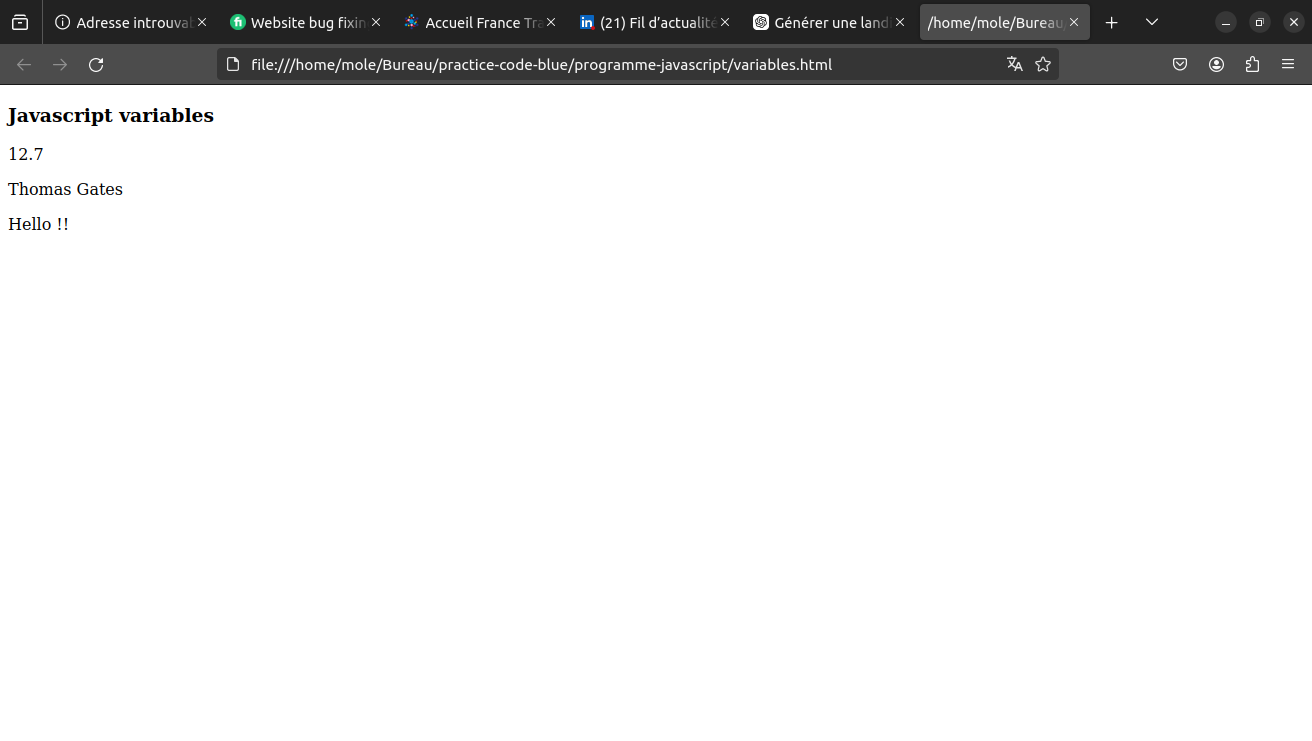 Adresse introuvab
Website bug fixin
Accueil France Tra
(21) Fil d’actualité
Générer une landi
/home/mole/Bureau/
file:///home/mole/Bureau/practice-code-blue/programme-javascript/variables.html
Javascript variables
12.7
Thomas Gates
Hello !!